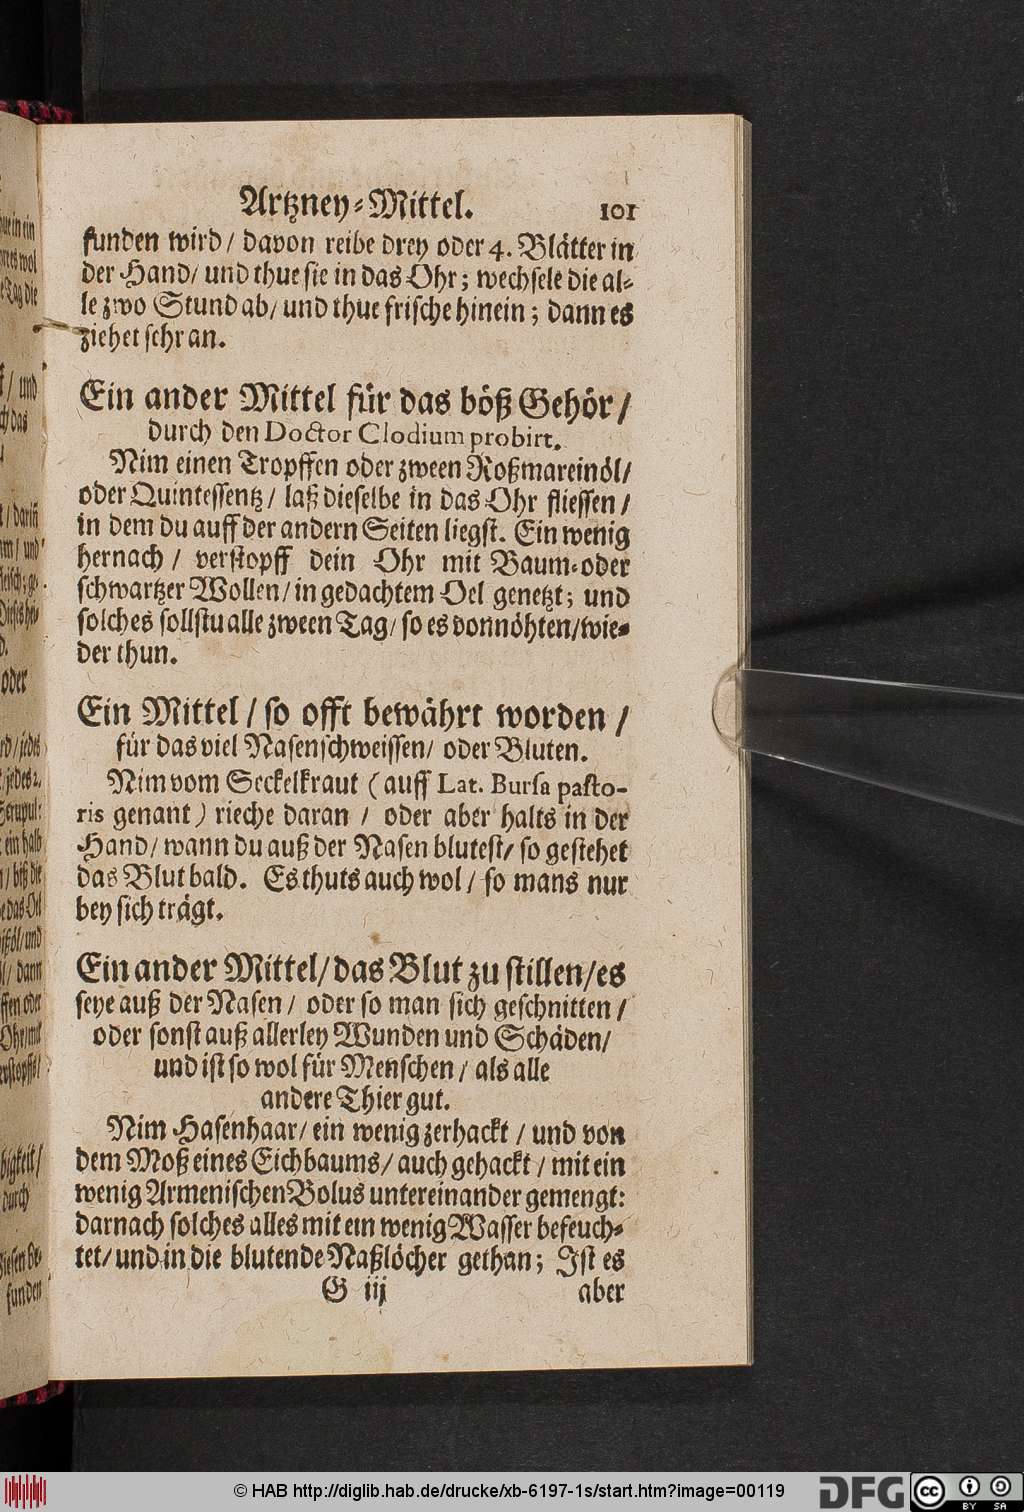 Artzney-Mittel. 101
funden wird / davon reibe drey oder 4. Blätter in
der Hand / und thue sie in das Ohr; wechsele die al-
le zwo Stund ab / und thue frische hinein; dann es
ziehet sehr an.
Ein ander Mittel für das böß Gehör /
durch den Doctor Clodium probirt.
Nim einen Tropffen oder zween Roßmareinöl /
oder Quintessentz / laß dieselbe in das Ohr fliessen /
in dem du auff der andern Seiten liegst. Ein wenig
hernach / verstopff dein Ohr mit Baum-oder
schwartzer Wollen / in gedachtem Oel genetzt; und
solches sollstu alle zween Tag / so es vonnöhten / wie-
der thun.
Ein Mittel / so offt bewährt worden /
für das viel Nasenschweissen / oder Bluten.
Nim vom Seckelkraut (auff Lat. Bursa pasto-
ris genant) rieche daran / oder aber halts in der
Hand / wann du auß der Nasen blutest / so gestehet
das Blut bald. Es thuts auch wol / so mans nur
bey sich trägt.
Ein ander Mittel / das Blut zu stillen / es
seye auß der Nasen / oder so man sich geschnitten /
oder sonst auß allerley Wunden und Schäden /
und ist so wol für Menschen / als alle
andere Thier gut.
Nim Hasenhaar / ein wenig zerhackt / und von
dem Moß eines Eichbaums / auch gehackt / mit ein
wenig Armenischen Bolus untereinander gemengt:
darnach solches alles mit ein wenig Wasser befeuch-
tet / und in die blutende Naßlöcher gethan; Ist es
G iij aber
© HAB http://diglib.hab.de/drucke/xb-6197-1s/start.htm?image=00119
DFG
cc BY SA